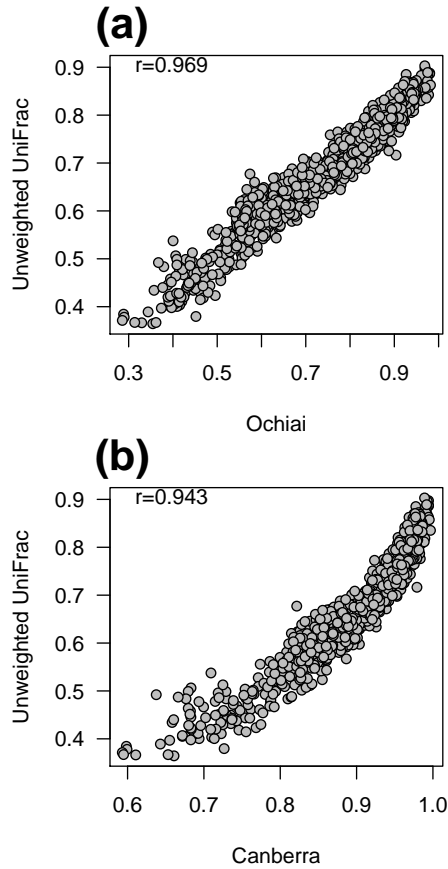 (a)
r=0.969
Unweighted UniFrac
0.9
0.8
0.7
0.6
0.5
0.4
0.3 0.5 0.7 0.9
Ochiai
(b)
r=0.943
Unweighted UniFrac
0.9
0.8
0.7
0.6
0.5
0.4
0.6 0.7 0.8 0.9 1.0
Canberra